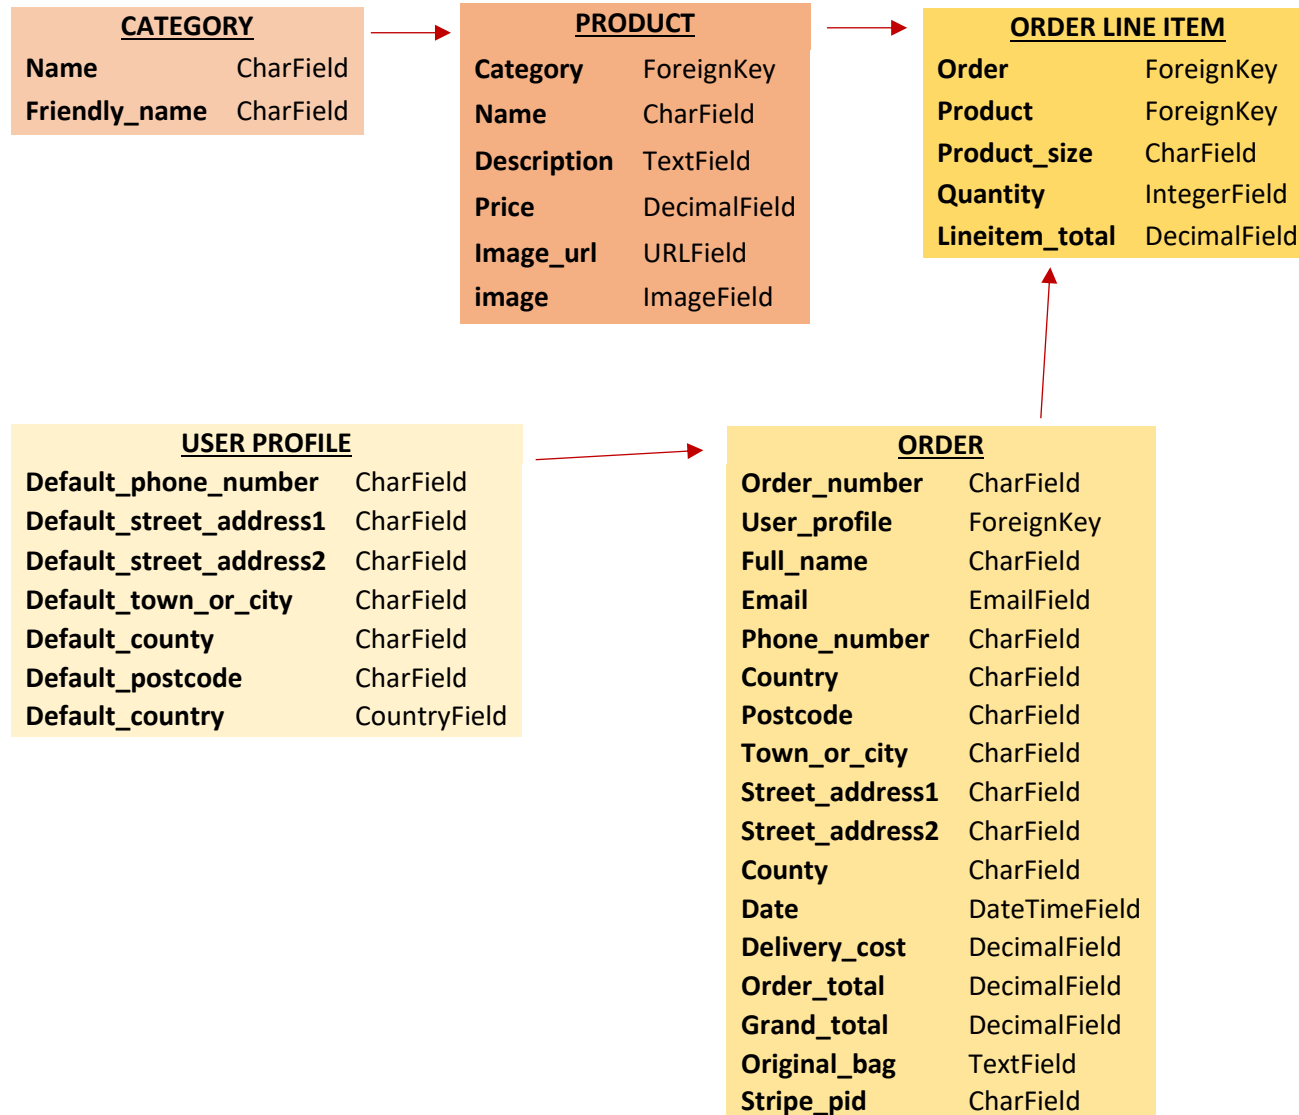 CATEGORY
Name CharField
Friendly_name CharField
PRODUCT
Category ForeignKey
Name CharField
Description TextField
Price DecimalField
Image_url URLField
image ImageField
ORDER LINE ITEM
Order ForeignKey
Product ForeignKey
Product_size CharField
Quantity IntegerField
Lineitem_total DecimalField
USER PROFILE
Default_phone_number CharField
Default_street_address1 CharField
Default_street_address2 CharField
Default_town_or_city CharField
Default_county CharField
Default_postcode CharField
Default_country CountryField
ORDER
Order_number CharField
User_profile ForeignKey
Full_name CharField
Email EmailField
Phone_number CharField
Country CharField
Postcode CharField
Town_or_city CharField
Street_address1 CharField
Street_address2 CharField
County CharField
Date DateTimeField
Delivery_cost DecimalField
Order_total DecimalField
Grand_total DecimalField
Original_bag TextField
Stripe_pid CharField